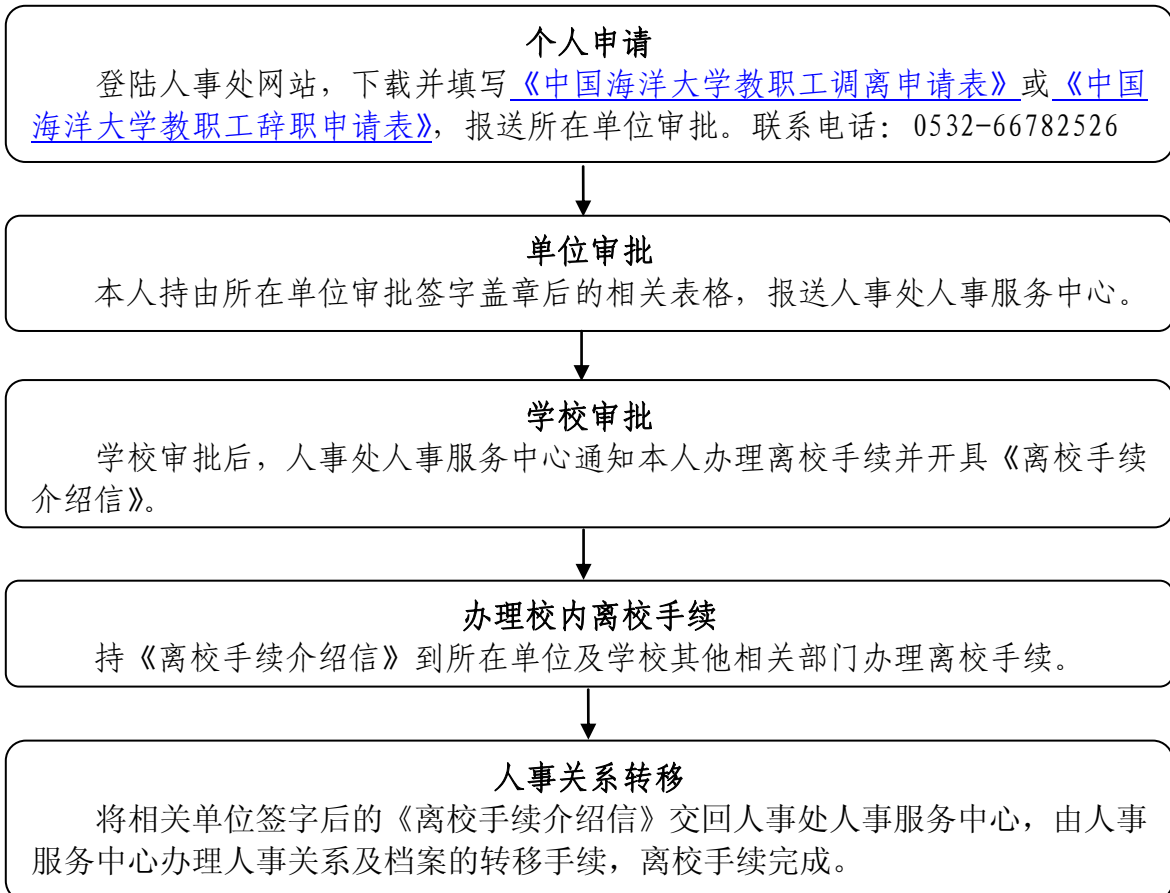 个人申请
登陆人事处网站，下载并填写《中国海洋大学教职工调离申请表》或《中国
海洋大学教职工辞职申请表》，报送所在单位审批。联系电话：0532-66782526
单位审批
本人持由所在单位审批签字盖章后的相关表格，报送人事处人事服务中心。
学校审批
学校审批后，人事处人事服务中心通知本人办理离校手续并开具《离校手续
介绍信》。
办理校内离校手续
持《离校手续介绍信》到所在单位及学校其他相关部门办理离校手续。
人事关系转移
将相关单位签字后的《离校手续介绍信》交回人事处人事服务中心，由人事
服务中心办理人事关系及档案的转移手续，离校手续完成。